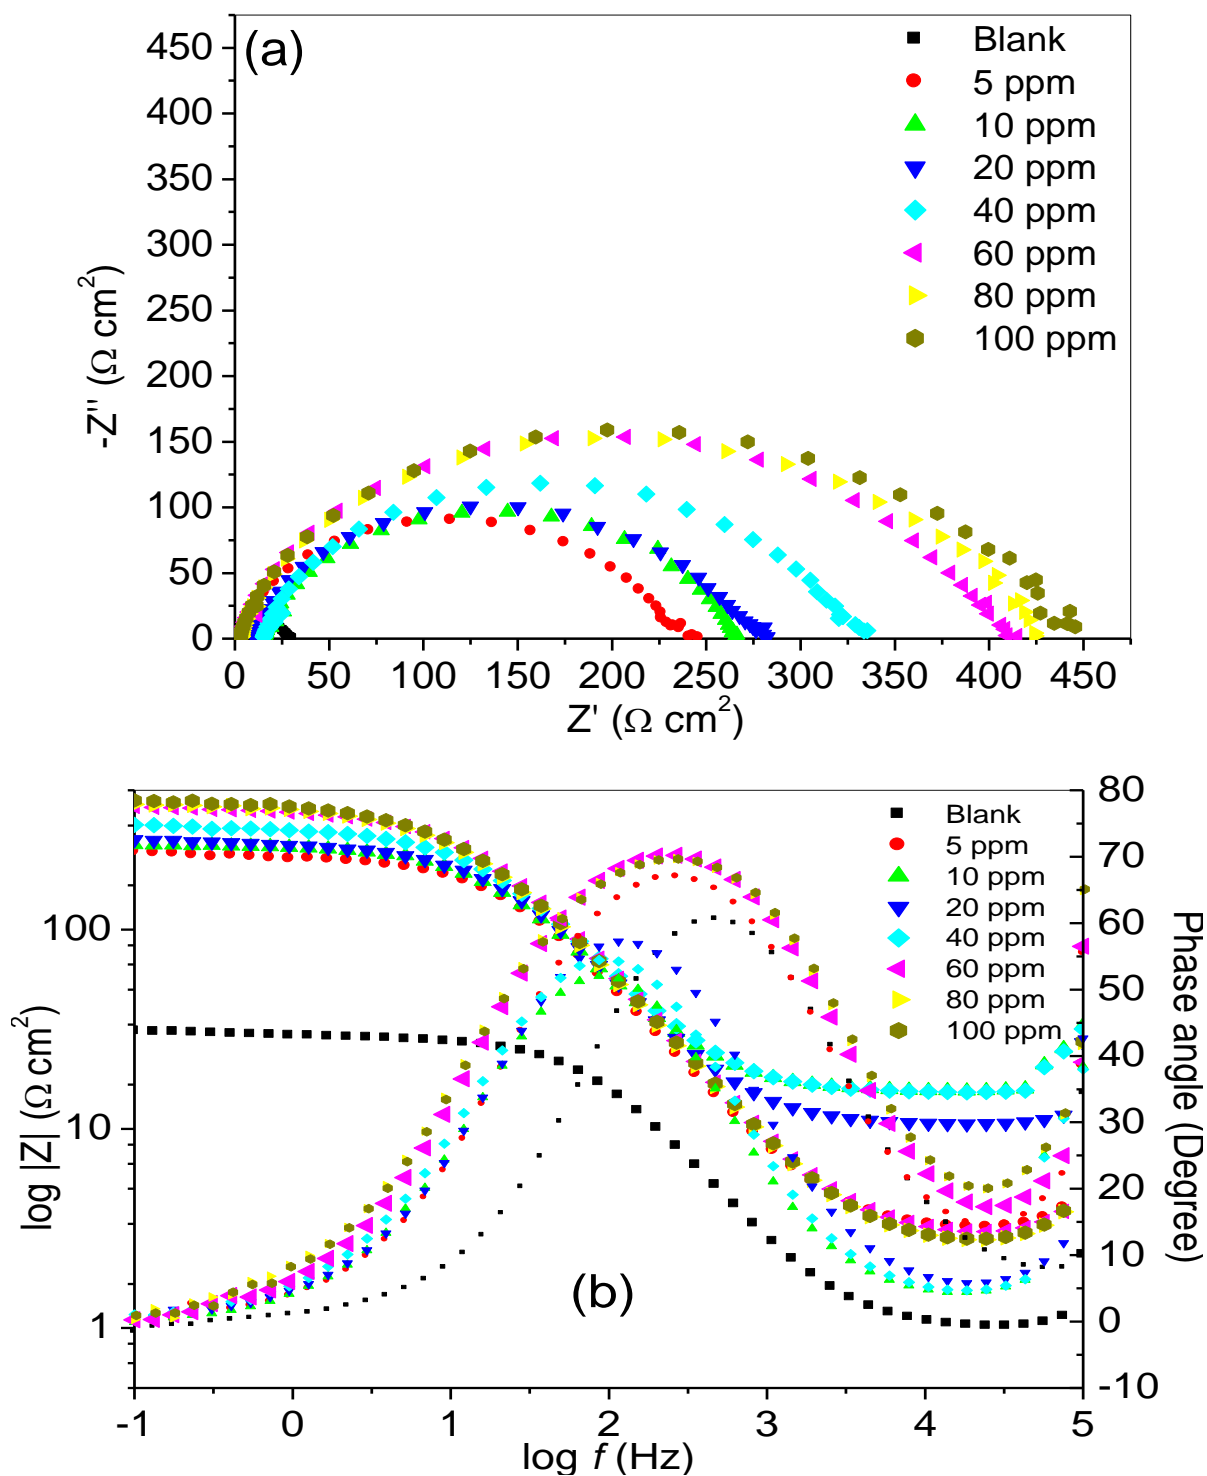 (a)
450
400
350
300
250
200
150
100
50
0
-Z" (Ω cm²)
Blank
5 ppm
10 ppm
20 ppm
40 ppm
60 ppm
80 ppm
100 ppm
0 50 100 150 200 250 300 350 400 450
Z' (Ω cm²)
(b)
100
10
1
log |Z| (Ω cm²)
Blank
5 ppm
10 ppm
20 ppm
40 ppm
60 ppm
80 ppm
100 ppm
80
70
60
50
40
30
20
10
0
-10
Phase angle (Degree)
-1 0 1 2 3 4 5
log f (Hz)